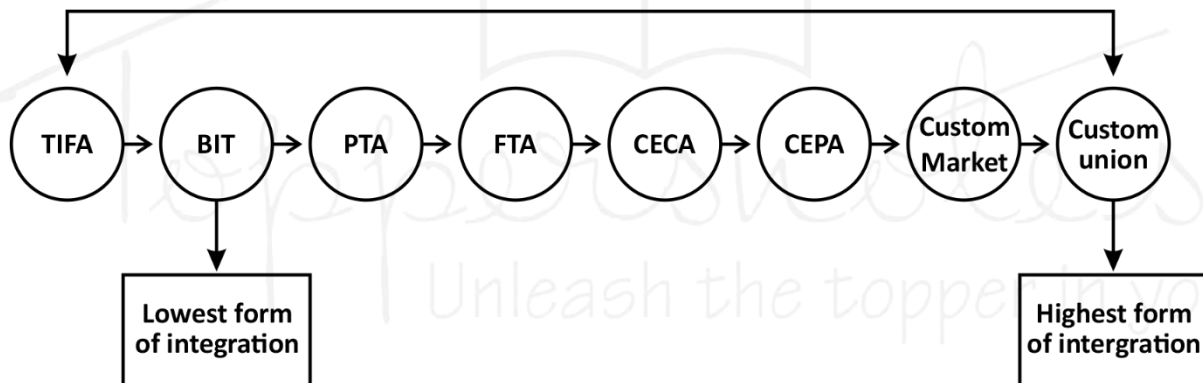 TIFA
BIT
PTA
FTA
CECA
CEPA
Custom
Market
Custom
union
Lowest form
of integration
Highest form
of intergration
Toppersnotes
Unleash the topper in yo